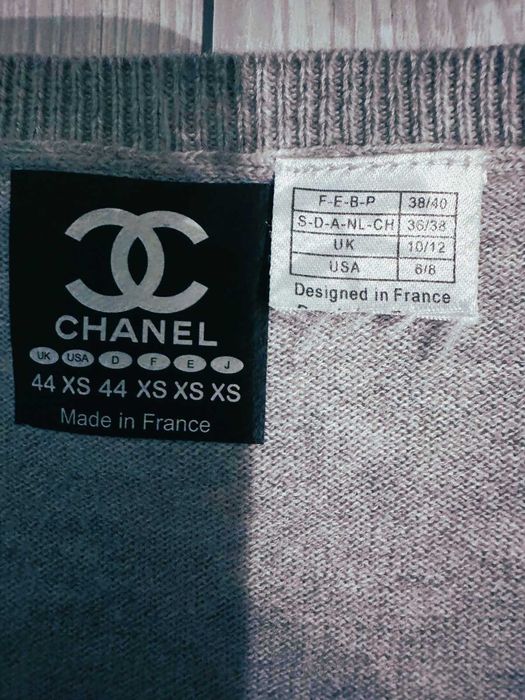 CHANEL
UK USA D F E J
44 XS 44 XS XS XS
Made in France
F-E-B-P 38/40
S-D-A-NL-CH 36/38
UK 10/12
USA 6/8
Designed in France